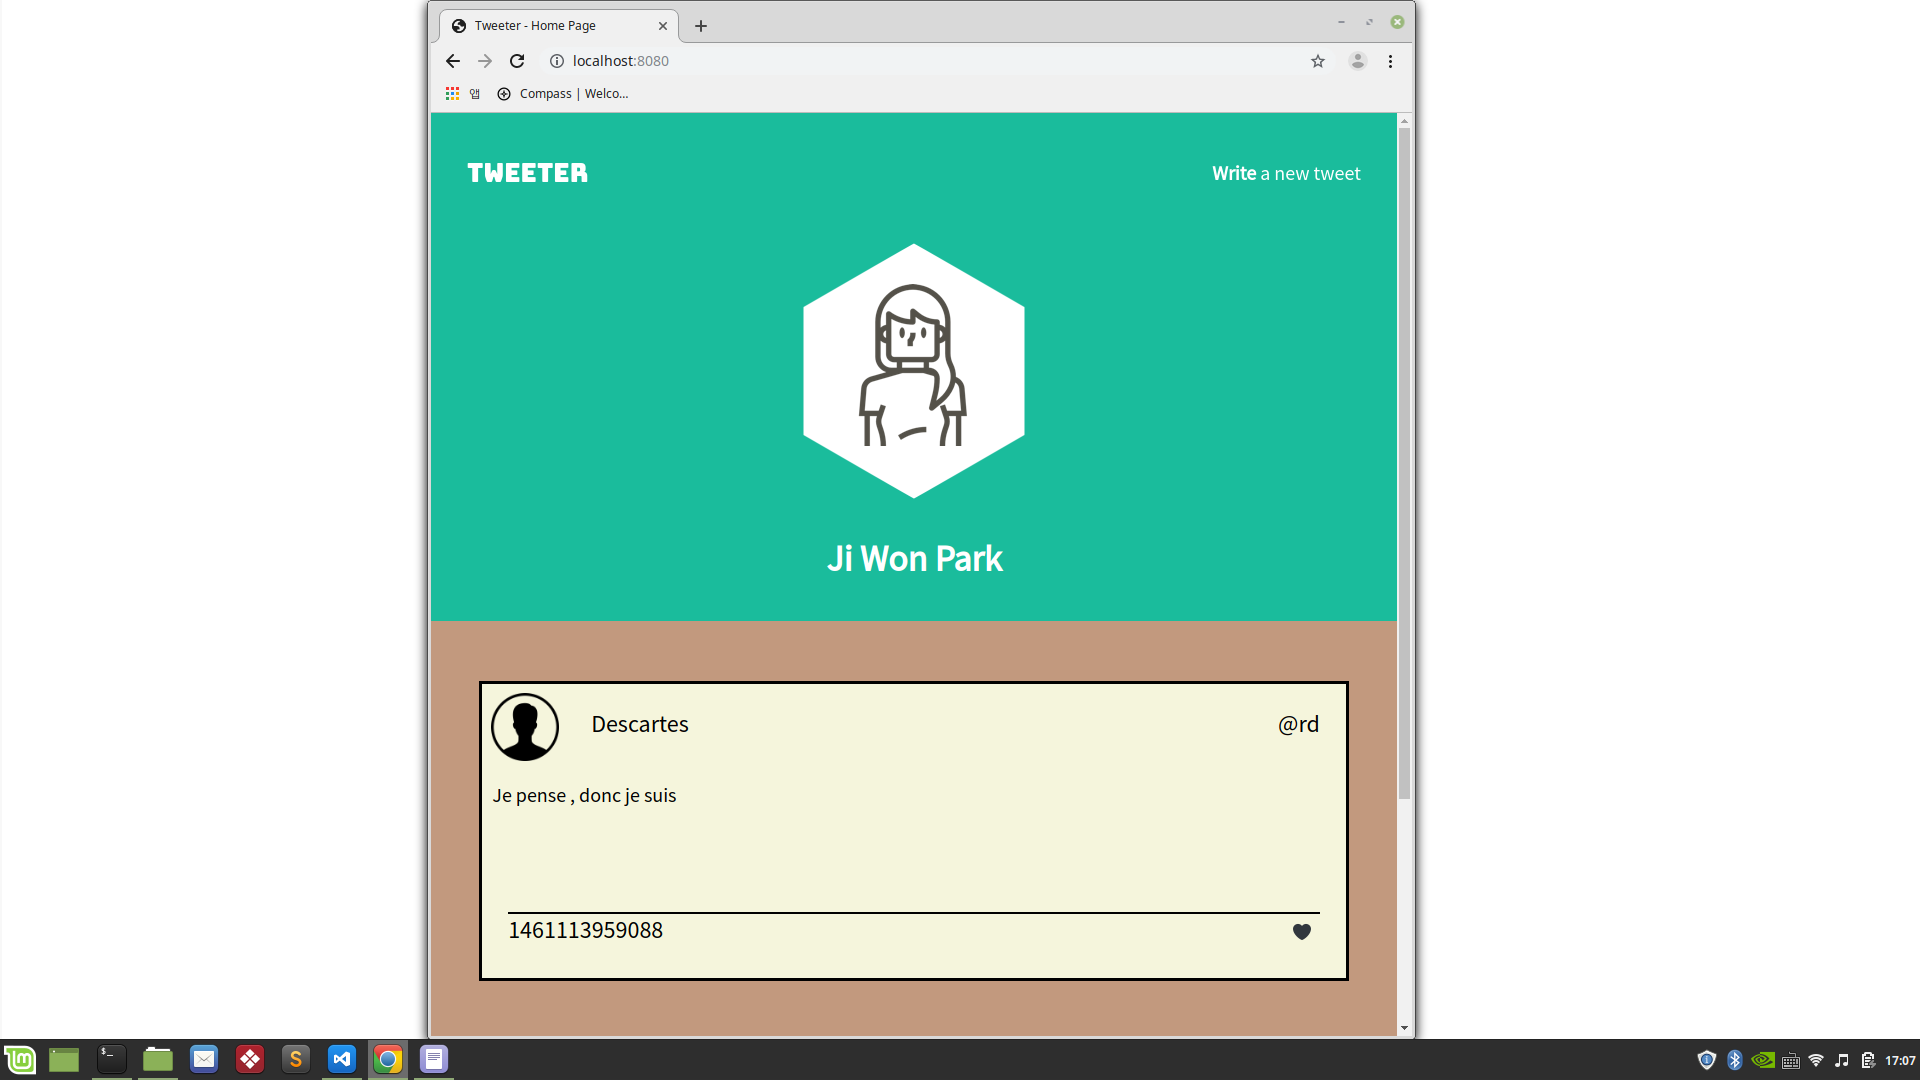 Tweeter - Home Page
localhost:8080
앱
Compass | Welco...
TWEETER
Write a new tweet
Ji Won Park
Descartes
@rd
Je pense , donc je suis
1461113959088
17:07